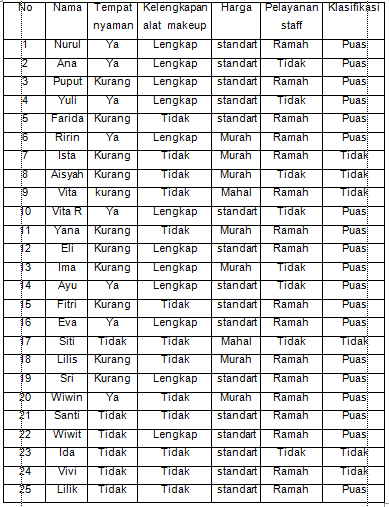 No Nama Tempat nyaman Kelengkapan alat makeup Harga Pelayanan staff Klasifikasi
1 Nurul Ya Lengkap standart Ramah Puas
2 Ana Ya Lengkap standart Tidak Puas
3 Puput Kurang Lengkap standart Ramah Puas
4 Yuli Ya Lengkap standart Tidak Puas
5 Farida Kurang Tidak standart Ramah Puas
6 Ririn Ya Lengkap Murah Ramah Puas
7 Ista Kurang Tidak Murah Ramah Tidak
8 Aisyah Kurang Tidak Murah Tidak Tidak
9 Vita kurang Tidak Mahal Ramah Tidak
10 Vita R Ya Lengkap standart Tidak Puas
11 Yana Kurang Tidak Murah Ramah Puas
12 Eli Kurang Lengkap standart Ramah Puas
13 Ima Kurang Lengkap Murah Tidak Puas
14 Ayu Ya Lengkap standart Tidak Puas
15 Fitri Kurang Tidak standart Ramah Puas
16 Eva Ya Lengkap standart Ramah Puas
17 Siti Tidak Tidak Mahal Tidak Tidak
18 Lilis Kurang Tidak Murah Ramah Puas
19 Sri Kurang Lengkap standart Ramah Puas
20 Wiwin Ya Tidak Murah Ramah Puas
21 Santi Tidak Tidak standart Ramah Puas
22 Wiwit Tidak Lengkap standart Ramah Puas
23 Ida Tidak Tidak standart Tidak Tidak
24 Vivi Tidak Tidak standart Ramah Tidak
25 Lilik Tidak Tidak standart Ramah Puas